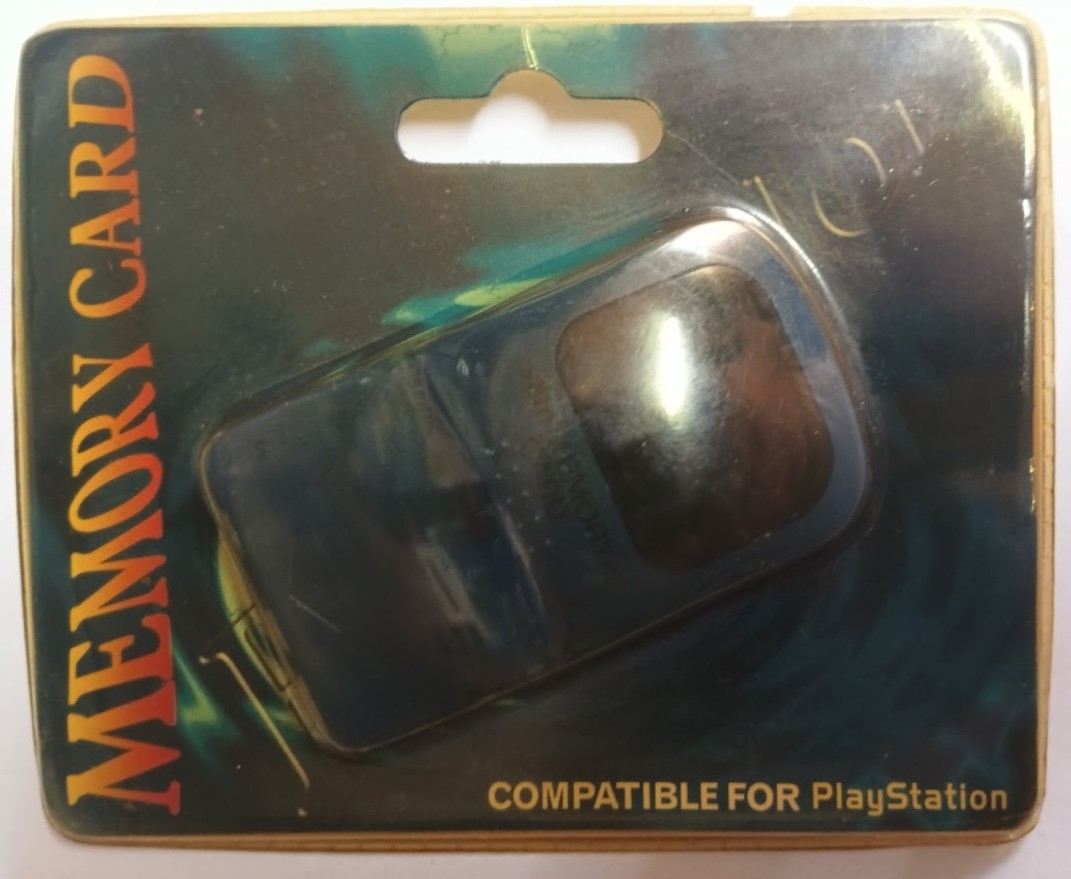 MEMORY CARD
COMPATIBLE FOR PlayStation